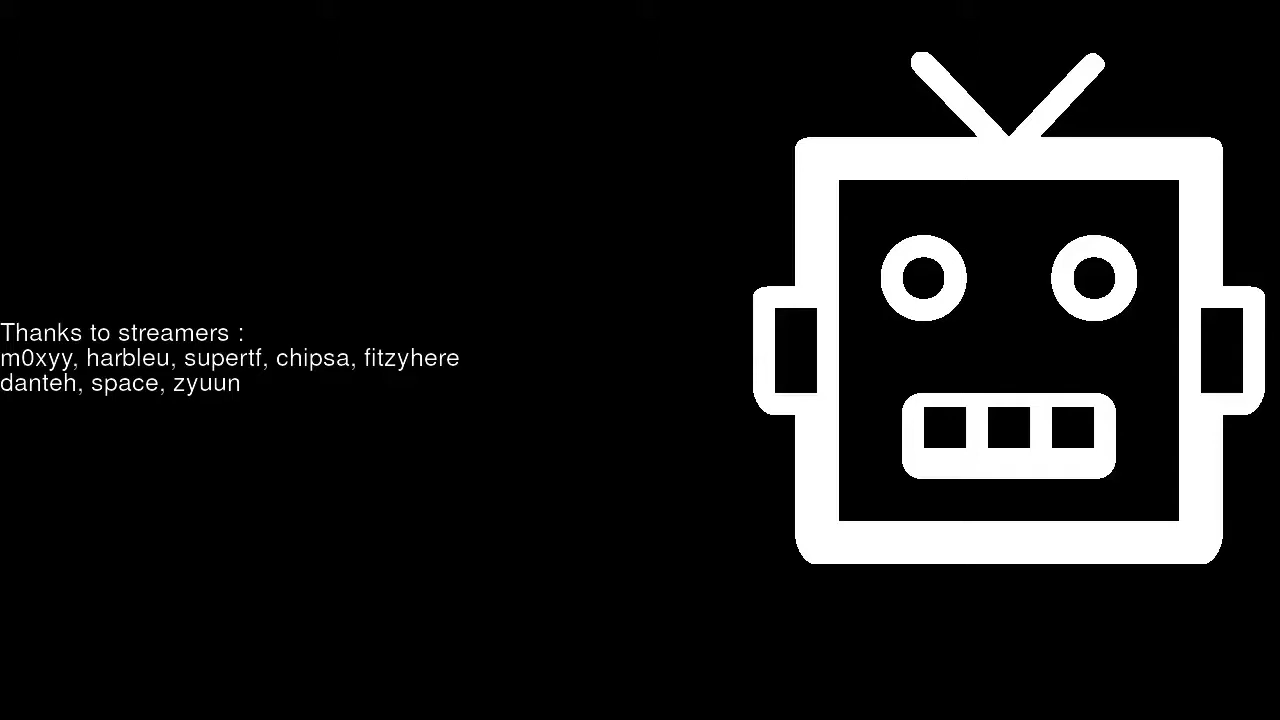 Thanks to streamers :
m0xyy, harbleu, supertf, chipsa, fitzyhere
danteh, space, zyuun